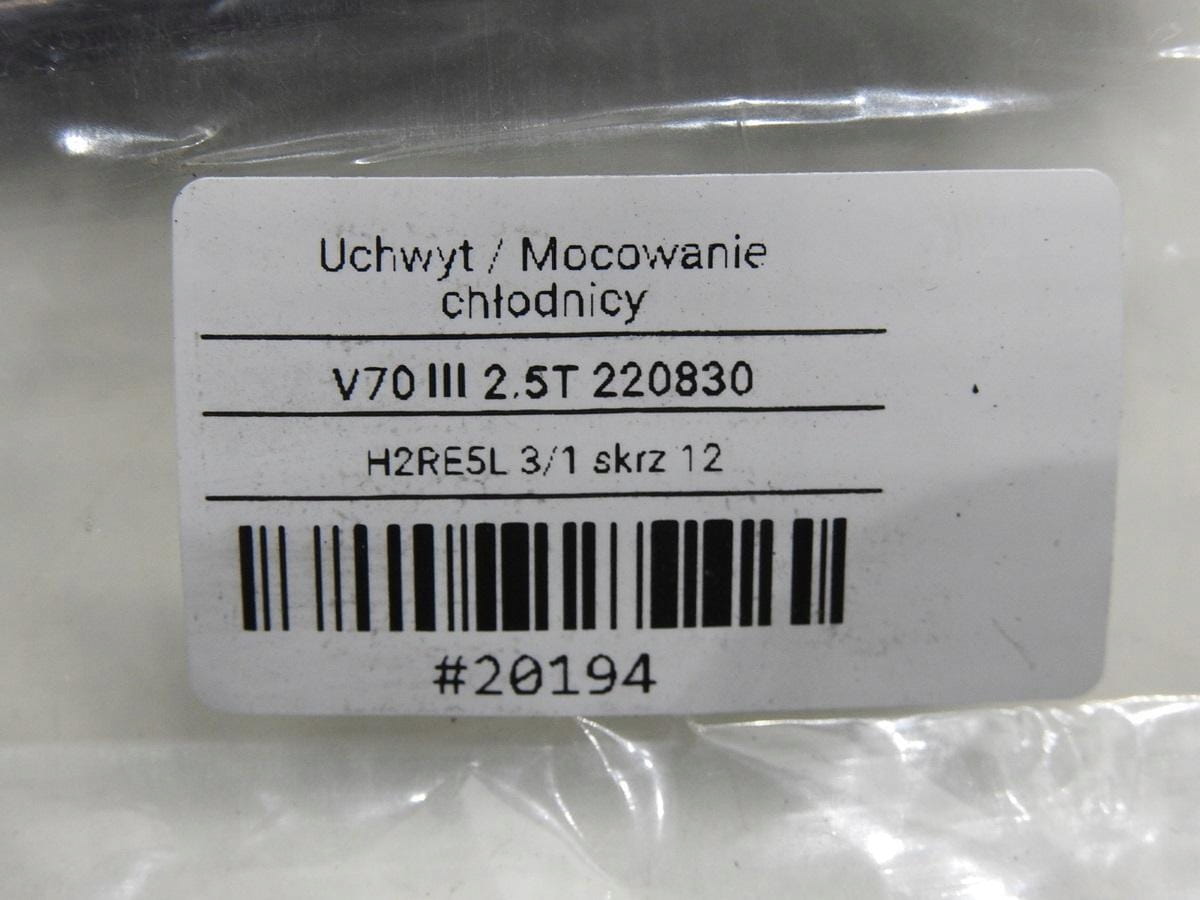 Uchwyt / Mocowanie
chłodnicy
V70 III 2.5T 220830
H2RE5L 3/1 skrz 12
#20194